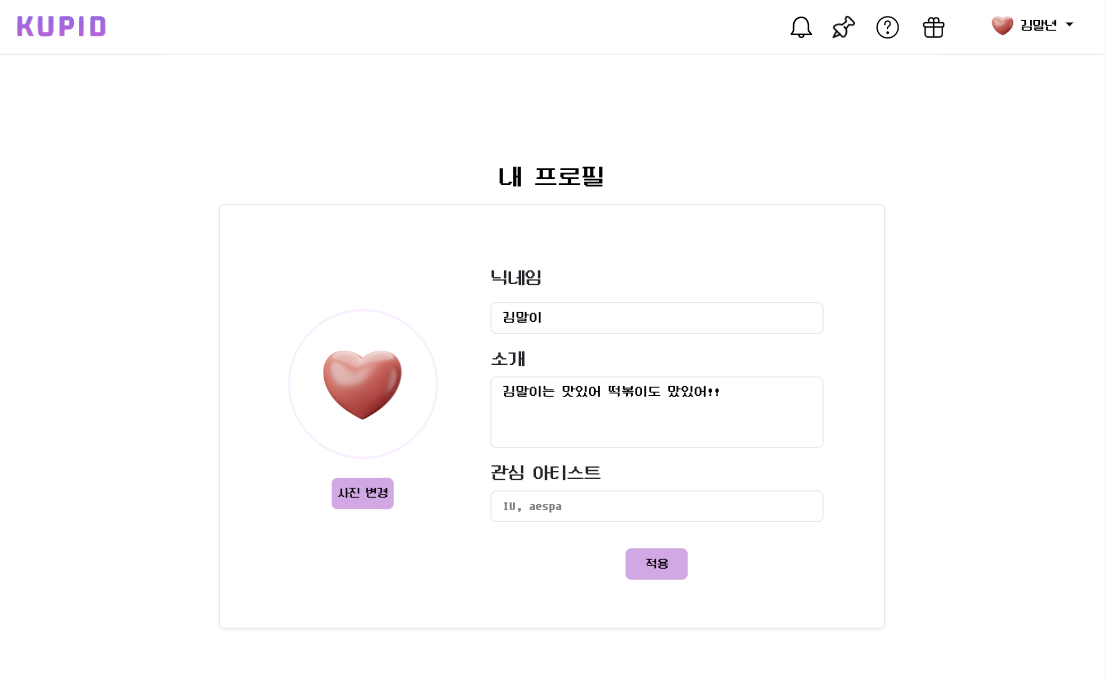 KUPID
김말년
내 프로필
닉네임
김말이
소개
김말이는 맛있어 떡볶이도 맜있어!!
관심 아티스트
IU, aespa
사진 변경
적용